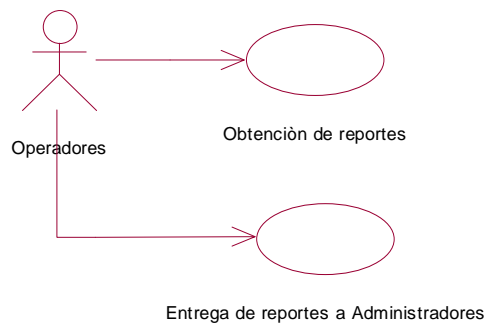 Operadores
Obtenciòn de reportes
Entrega de reportes a Administradores